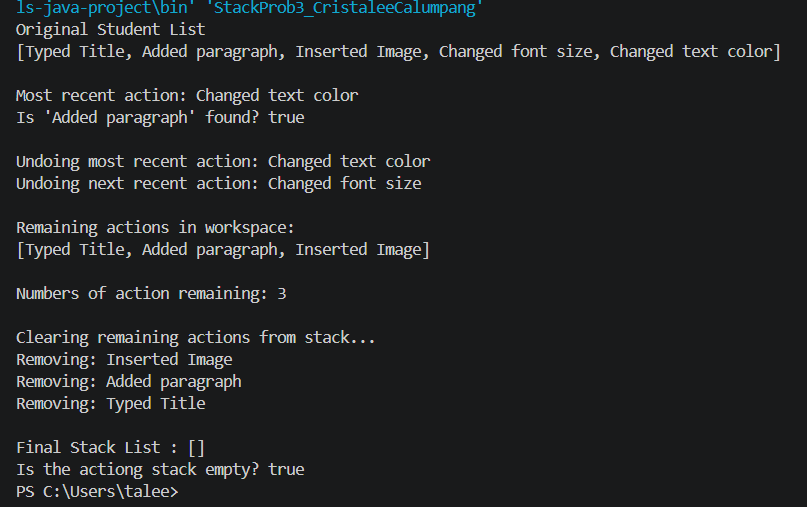 ls-java-project\bin' 'StackProb3_CristaleeCalumpang'
Original Student List
[Typed Title, Added paragraph, Inserted Image, Changed font size, Changed text color]
Most recent action: Changed text color
Is 'Added paragraph' found? true
Undoing most recent action: Changed text color
Undoing next recent action: Changed font size
Remaining actions in workspace:
[Typed Title, Added paragraph, Inserted Image]
Numbers of action remaining: 3
Clearing remaining actions from stack...
Removing: Inserted Image
Removing: Added paragraph
Removing: Typed Title
Final Stack List : []
Is the actiong stack empty? true
PS C:\Users\talee>